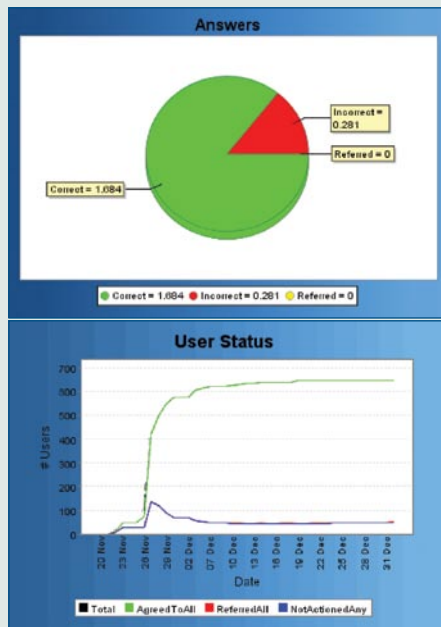 Answers
Incorrect =
0.281
Referred = 0
Correct = 1.684
Correct = 1.684 Incorrect = 0.281 Referred = 0
User Status
700
600
500
400
300
200
100
0
# Users
20 Nov
23 Nov
26 Nov
29 Nov
02 Dec
07 Dec
10 Dec
13 Dec
16 Dec
19 Dec
22 Dec
25 Dec
28 Dec
31 Dec
Date
Total AgreedToAll ReferredAll NotActionedAny